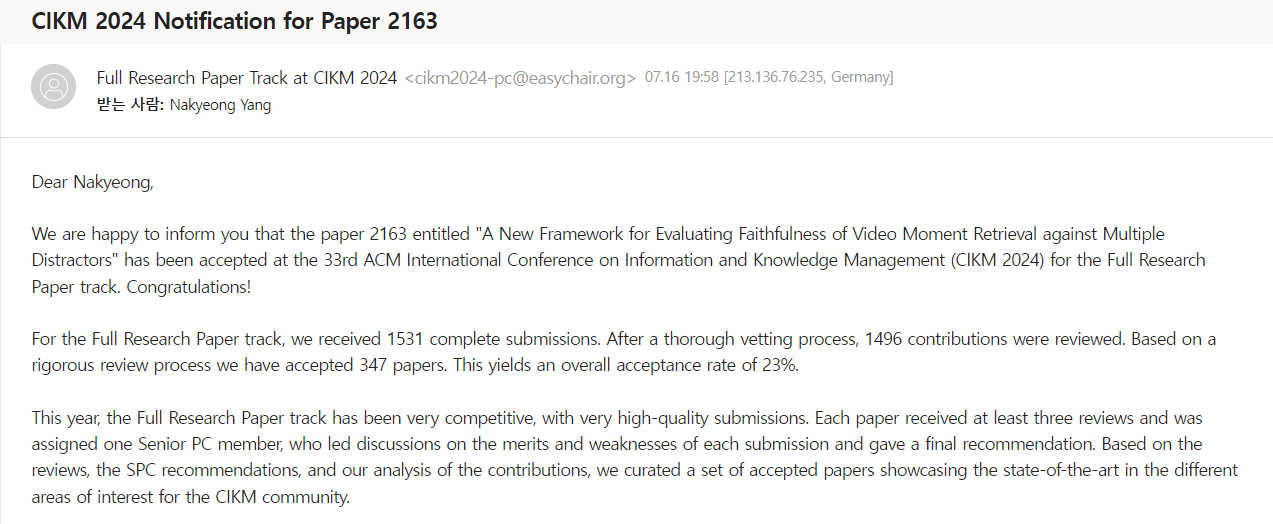 CIKM 2024 Notification for Paper 2163
Full Research Paper Track at CIKM 2024 <cikm2024-pc@easychair.org> 07.16 19:58 [213.136.76.235, Germany]
받는 사람: Nakyeong Yang
Dear Nakyeong,
We are happy to inform you that the paper 2163 entitled "A New Framework for Evaluating Faithfulness of Video Moment Retrieval against Multiple
Distractors" has been accepted at the 33rd ACM International Conference on Information and Knowledge Management (CIKM 2024) for the Full Research
Paper track. Congratulations!
For the Full Research Paper track, we received 1531 complete submissions. After a thorough vetting process, 1496 contributions were reviewed. Based on a
rigorous review process we have accepted 347 papers. This yields an overall acceptance rate of 23%.
This year, the Full Research Paper track has been very competitive, with very high-quality submissions. Each paper received at least three reviews and was
assigned one Senior PC member, who led discussions on the merits and weaknesses of each submission and gave a final recommendation. Based on the
reviews, the SPC recommendations, and our analysis of the contributions, we curated a set of accepted papers showcasing the state-of-the-art in the different
areas of interest for the CIKM community.